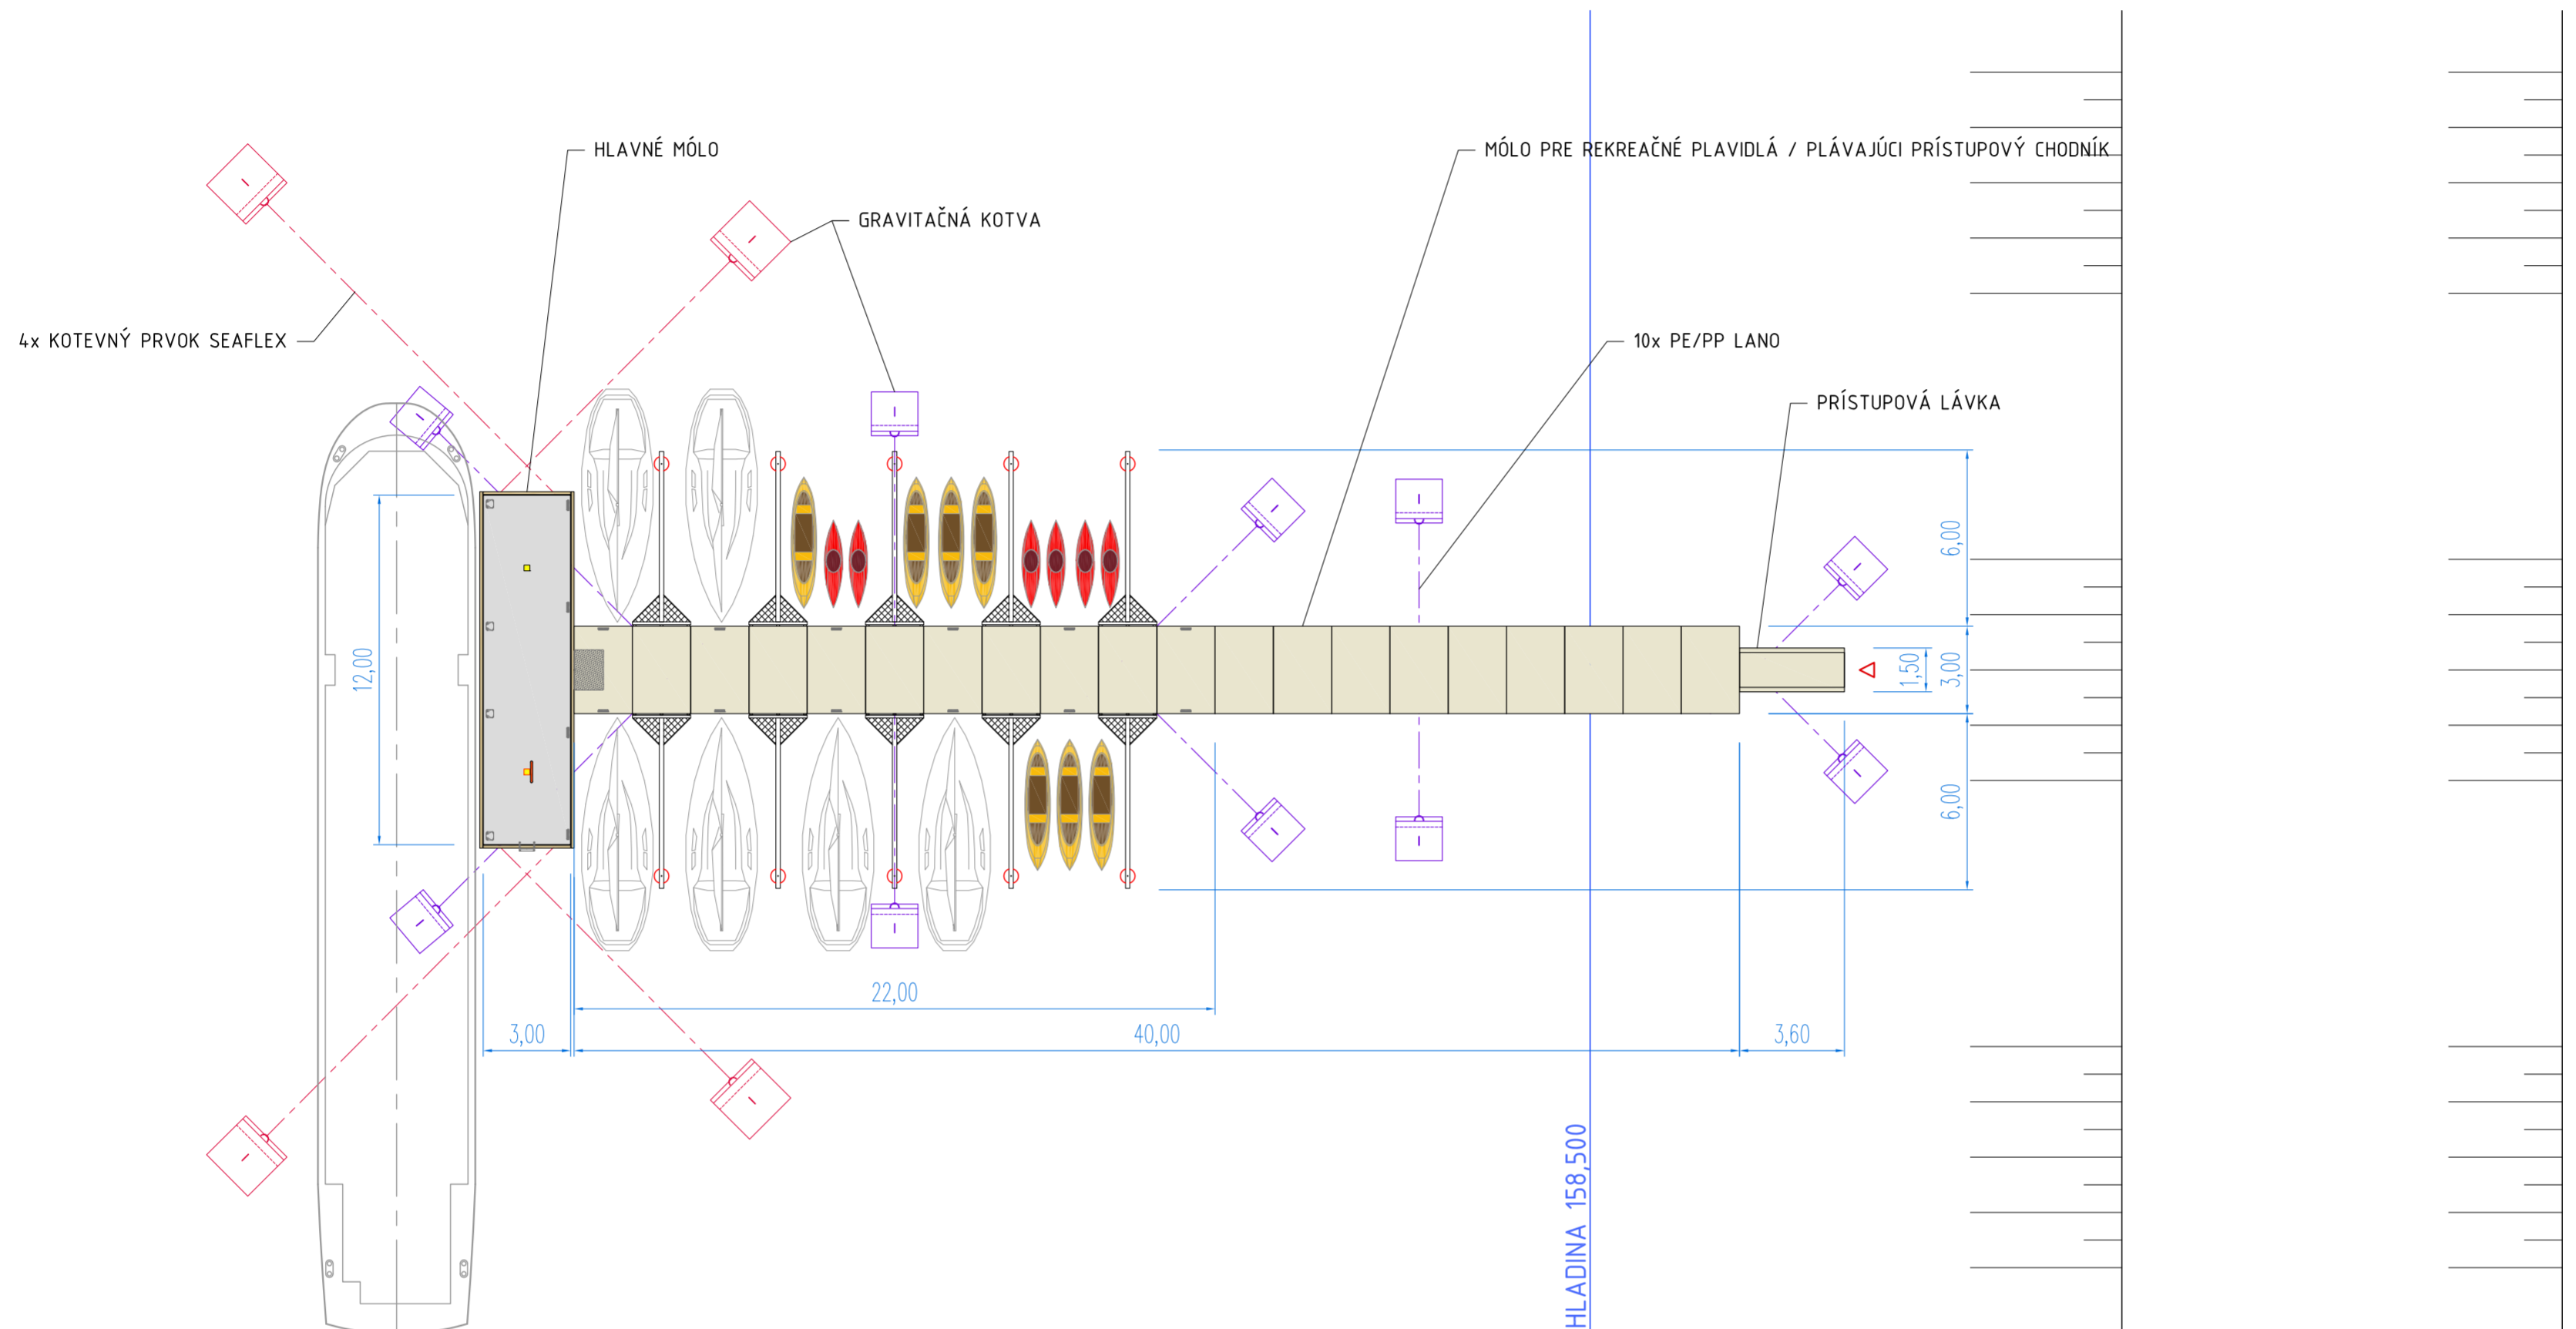 HLAVNÉ MÓLO
MÓLO PRE REKREAČNÉ PLAVIDLÁ / PLÁVAJÚCI PRÍSTUPOVÝ CHODNÍK
GRAVITAČNÁ KOTVA
4x KOTEVNÝ PRVOK SEAFLEX
10x PE/PP LANO
PRÍSTUPOVÁ LÁVKA
6,00
12,00
1,50
3,00
6,00
22,00
3,00
40,00
3,60
HLADINA 158,500